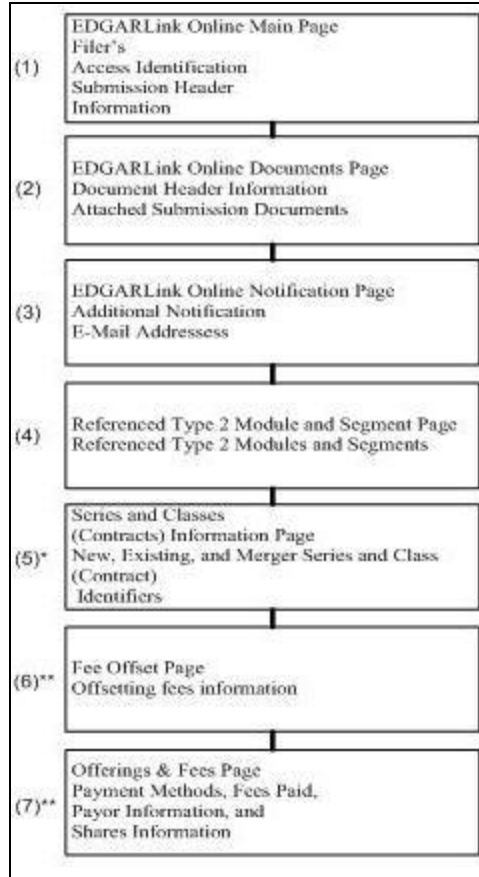 EDGARLink Online Main Page
Filer's
(1)
Access Identification
Submission Header
Information
EDGARLink Online Documents Page
(2)
Document Header Information
Attached Submission Documents
EDGARLink Online Notification Page
(3)
Additional Notification
E-Mail Addressess
(4)
Referenced Type 2 Module and Segment Page
Referenced Type 2 Modules and Segments
Series and Classes
(Contracts) Information Page
(5)*
New, Existing, and Merger Series and Class
(Contract)
Identifiers
Fee Offset Page
(6)**
Offsetting fees information
Offerings & Fees Page
Payment Methods, Fees Paid,
(7)**
Payor Information, and
Shares Information